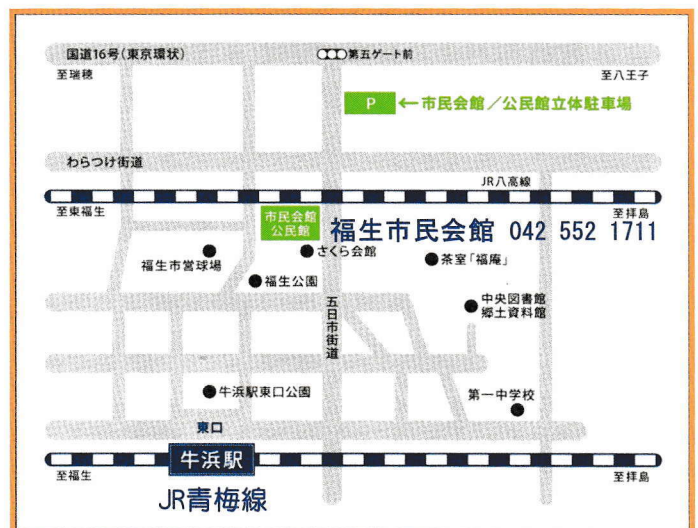 国道16号(東京環状)
第五ゲート前
至瑞穂
至八王子
P
←市民会館／公民館立体駐車場
わらつけ街道
JR八高線
至東福生
至拝島
市民会館
公民館
福生市民会館 042 552 1711
福生市営球場
さくら会館
茶室「福庵」
福生公園
五日市街道
中央図書館
郷土資料館
牛浜駅東口公園
第一中学校
東口
牛浜駅
至福生
至拝島
JR青梅線